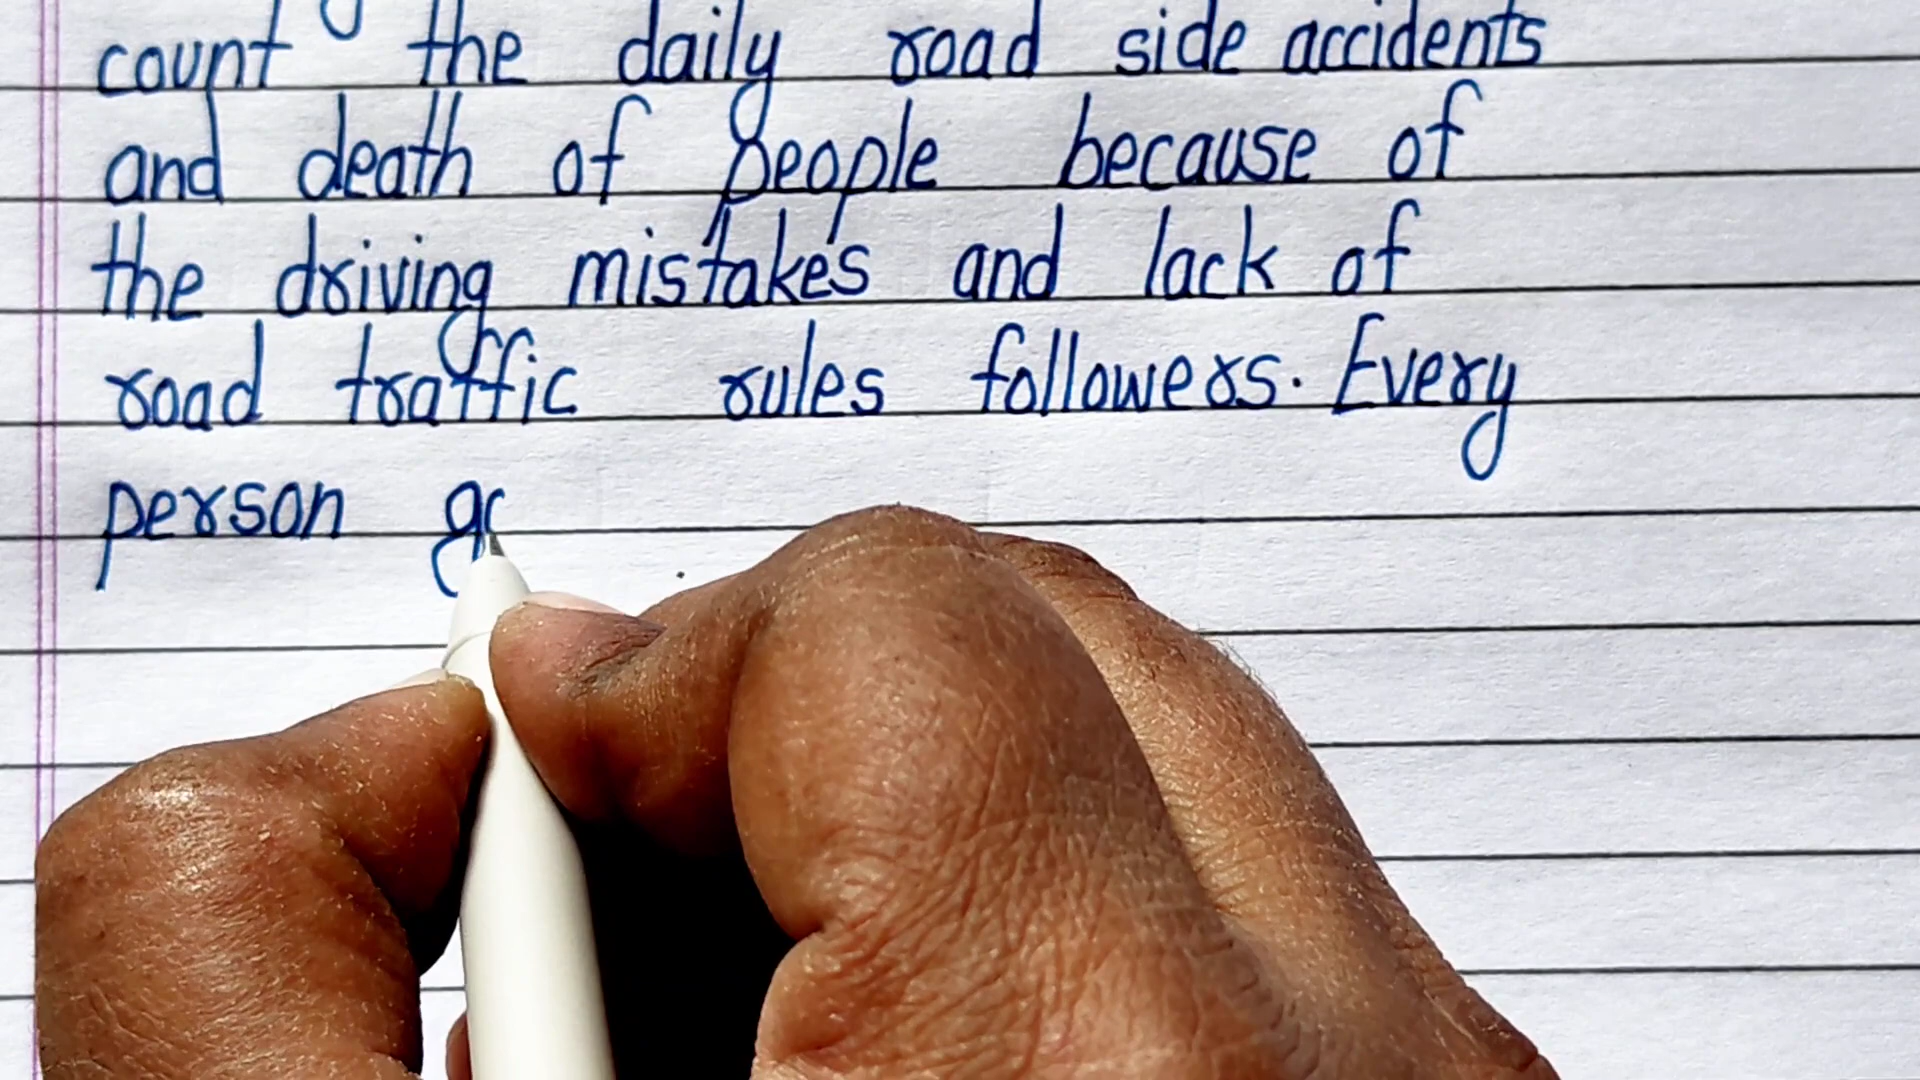 count the daily road side accidents
and death of people because of
the driving mistakes and lack of
road traffic rules followers. Every
person